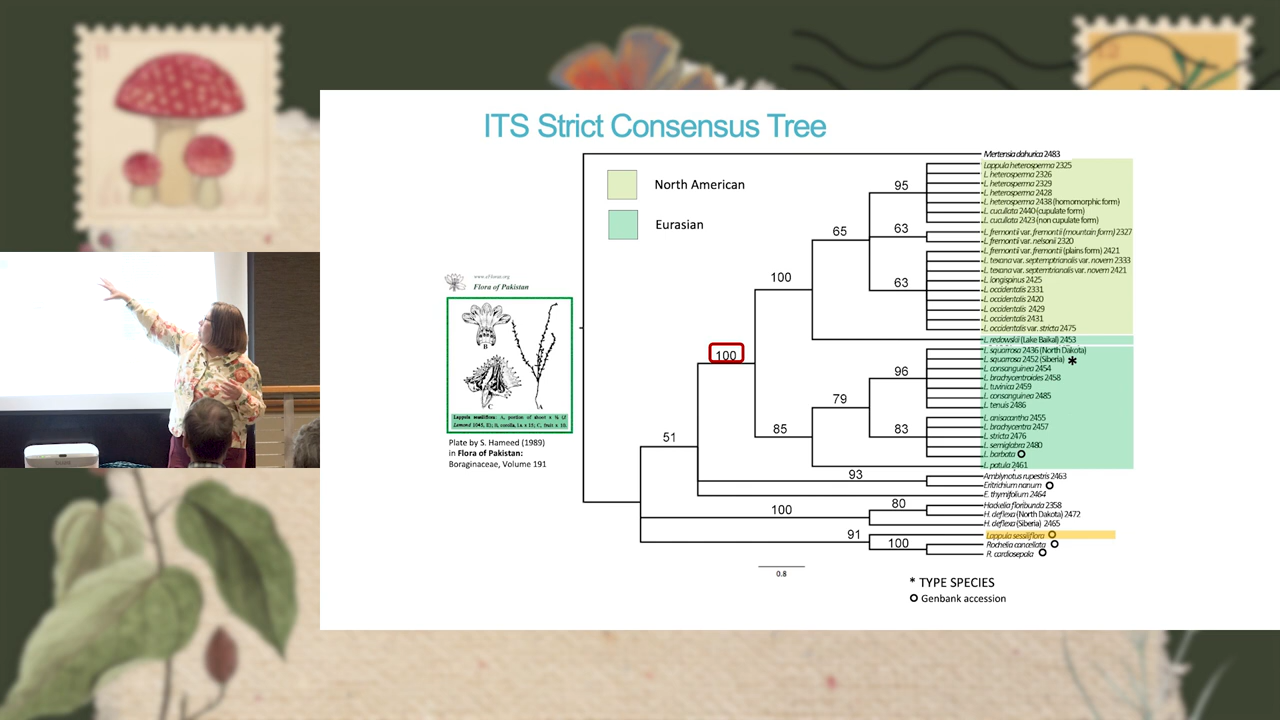 ITS Strict Consensus Tree
North American
Eurasian
www.eFloras.org
Flora of Pakistan
Plate by S. Hameed (1989)
in Flora of Pakistan:
Boraginaceae, Volume 191
Mertensia dahurica 2483
Lappula heterosperma 2325
L. heterosperma 2326
L. heterosperma 2329
L. heterosperma 2428
L. heterosperma 2438 (homomorphic form)
L. cucullata 2440 (cupulate form)
L. cucullata 2423 (non cupulate form)
L. fremontii var. fremontii (mountain form) 2327
L. fremontii var. nelsonii 2320
L. fremontii var. fremontii (plains form) 2421
L. texana var. septemptrianalis var. novem 2333
L. texana var. septemtrianalis var. novem 2421
L. longispinus 2425
L. occidentalis 2331
L. occidentalis 2420
L. occidentalis 2429
L. occidentalis 2431
L. occidentalis var. stricta 2475
L. redowskii (Lake Baikal) 2453
L. squarrosa 2436 (North Dakota)
L. squarrosa 2452 (Siberia) *
L. consanguinea 2454
L. brachycentroides 2458
L. tuvinica 2459
L. consanguinea 2485
L. tenuis 2486
L. anisacantha 2455
L. brachycentra 2457
L. stricta 2476
L. semiglabra 2480
L. barbata
L. patula 2461
Amblynotus rupestris 2463
Eritrichium nanum
E. thymifolium 2464
Hackelia floribunda 2358
H. deflexa (North Dakota) 2472
H. deflexa (Siberia) 2465
Lappula sessiliflora
Rochelia cancellata
R. cardiosepala
95
65
63
100
63
100
96
79
85
83
51
93
80
100
91
100
0.8
* TYPE SPECIES
Genbank accession